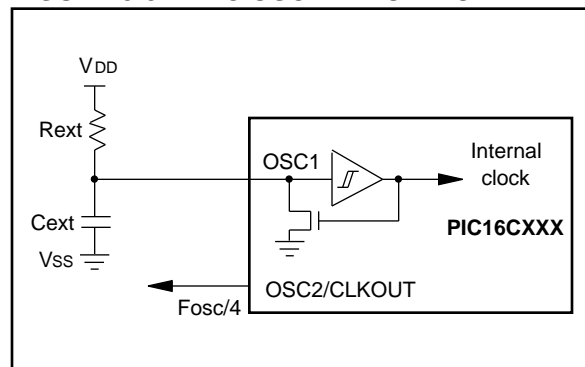 VDD
Rext
OSC1
Internal
clock
Cext
PIC16CXXX
VSS
OSC2/CLKOUT
Fosc/4